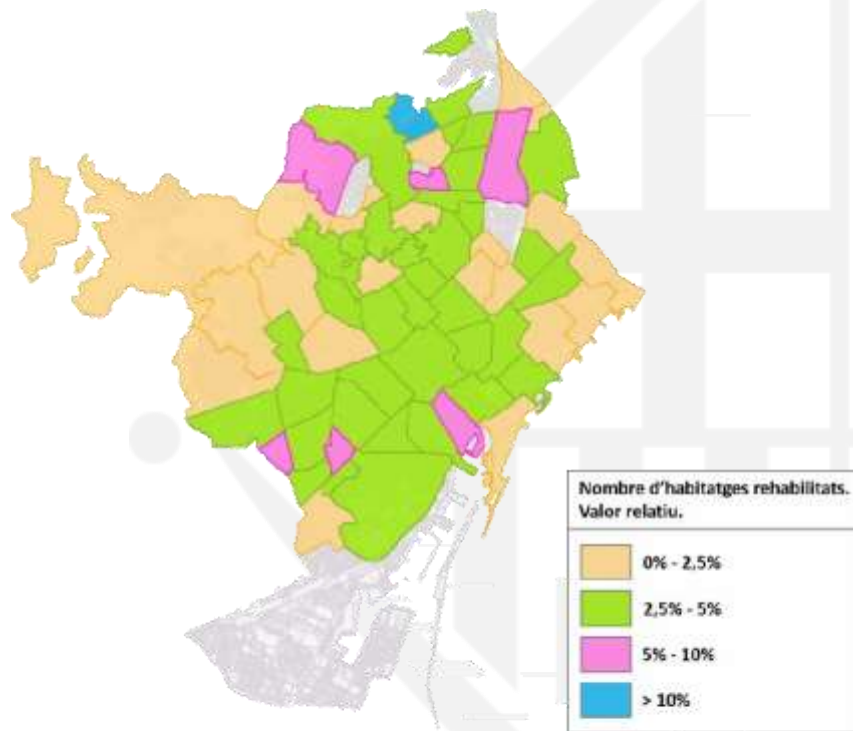 Nombre d'habitatges rehabilitats.
Valor relatiu.
0% - 2,5%
2,5% - 5%
5% - 10%
> 10%